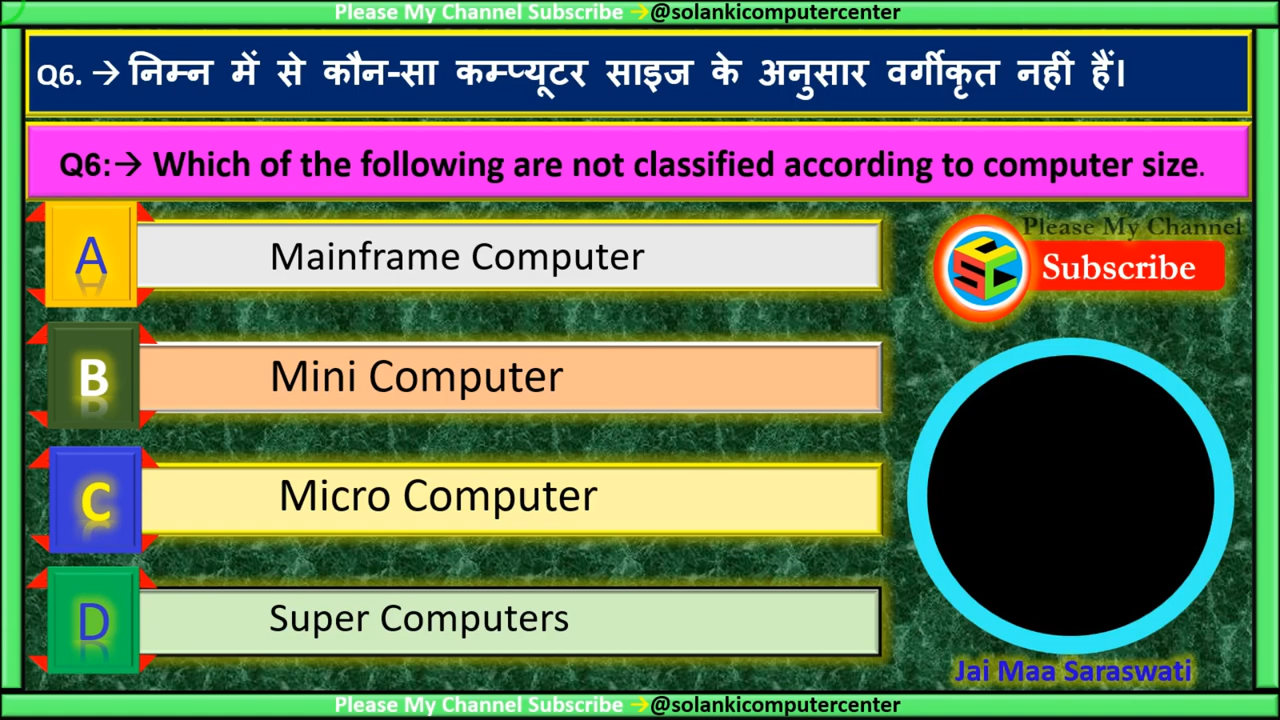 Please My Channel Subscribe →@solankicomputercenter
Q6. → निम्न में से कौन-सा कम्प्यूटर साइज के अनुसार वर्गीकृत नहीं हैं।
Q6:→ Which of the following are not classified according to computer size.
A Mainframe Computer
B Mini Computer
C Micro Computer
D Super Computers
Please My Channel
SCC Subscribe
Jai Maa Saraswati
Please My Channel Subscribe →@solankicomputercenter